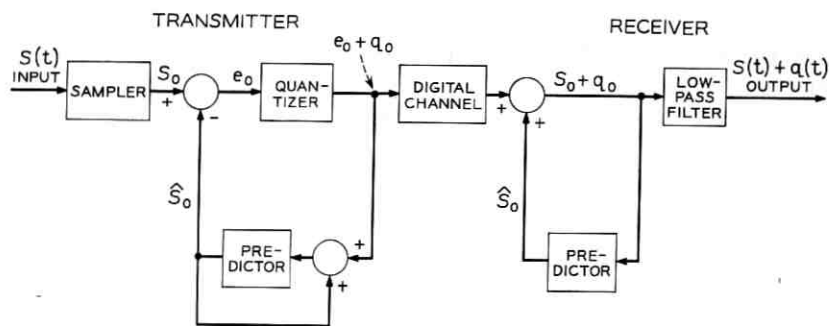 TRANSMITTER
RECEIVER
S(t)
INPUT
SAMPLER
S₀
+
−
e₀
QUAN-
TIZER
e₀ + q₀
DIGITAL
CHANNEL
+
+
S₀ + q₀
LOW-
PASS
FILTER
S(t) + q(t)
OUTPUT
Ŝ₀
PRE-
DICTOR
+
+
Ŝ₀
PRE-
DICTOR